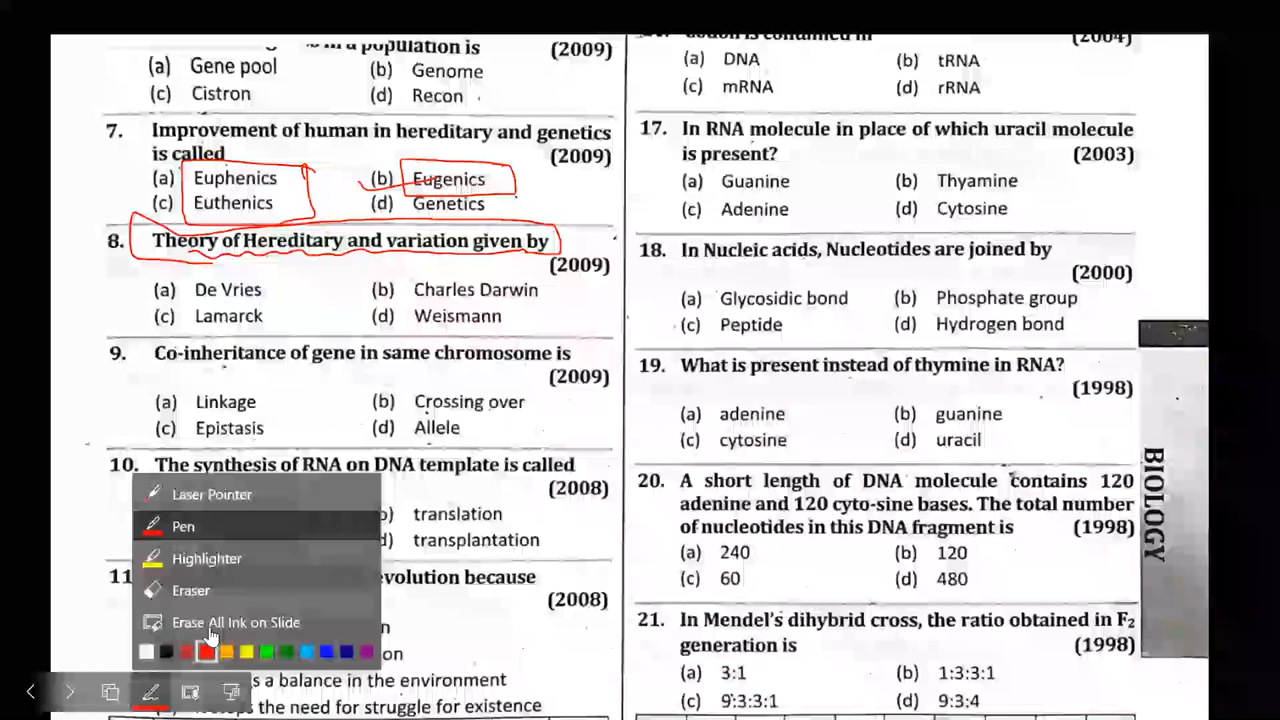 in a population is
(2009)
(a) Gene pool (b) Genome
(c) Cistron (d) Recon
7. Improvement of human in hereditary and genetics
is called (2009)
(a) Euphenics (b) Eugenics
(c) Euthenics (d) Genetics
8. Theory of Hereditary and variation given by
(2009)
(a) De Vries (b) Charles Darwin
(c) Lamarck (d) Weismann
9. Co-inheritance of gene in same chromosome is
(2009)
(a) Linkage (b) Crossing over
(c) Epistasis (d) Allele
10. The synthesis of RNA on DNA template is called
(2008)
translation
transplantation
11 evolution because
(2008)
s a balance in the environment
the need for struggle for existence
Laser Pointer
Pen
Highlighter
Eraser
Erase All Ink on Slide
(2004)
(a) DNA (b) tRNA
(c) mRNA (d) rRNA
17. In RNA molecule in place of which uracil molecule
is present? (2003)
(a) Guanine (b) Thyamine
(c) Adenine (d) Cytosine
18. In Nucleic acids, Nucleotides are joined by
(2000)
(a) Glycosidic bond (b) Phosphate group
(c) Peptide (d) Hydrogen bond
19. What is present instead of thymine in RNA?
(1998)
(a) adenine (b) guanine
(c) cytosine (d) uracil
20. A short length of DNA molecule contains 120
adenine and 120 cyto-sine bases. The total number
of nucleotides in this DNA fragment is (1998)
(a) 240 (b) 120
(c) 60 (d) 480
21. In Mendel's dihybrid cross, the ratio obtained in F₂
generation is (1998)
(a) 3:1 (b) 1:3:3:1
(c) 9:3:3:1 (d) 9:3:4
BIOLOGY